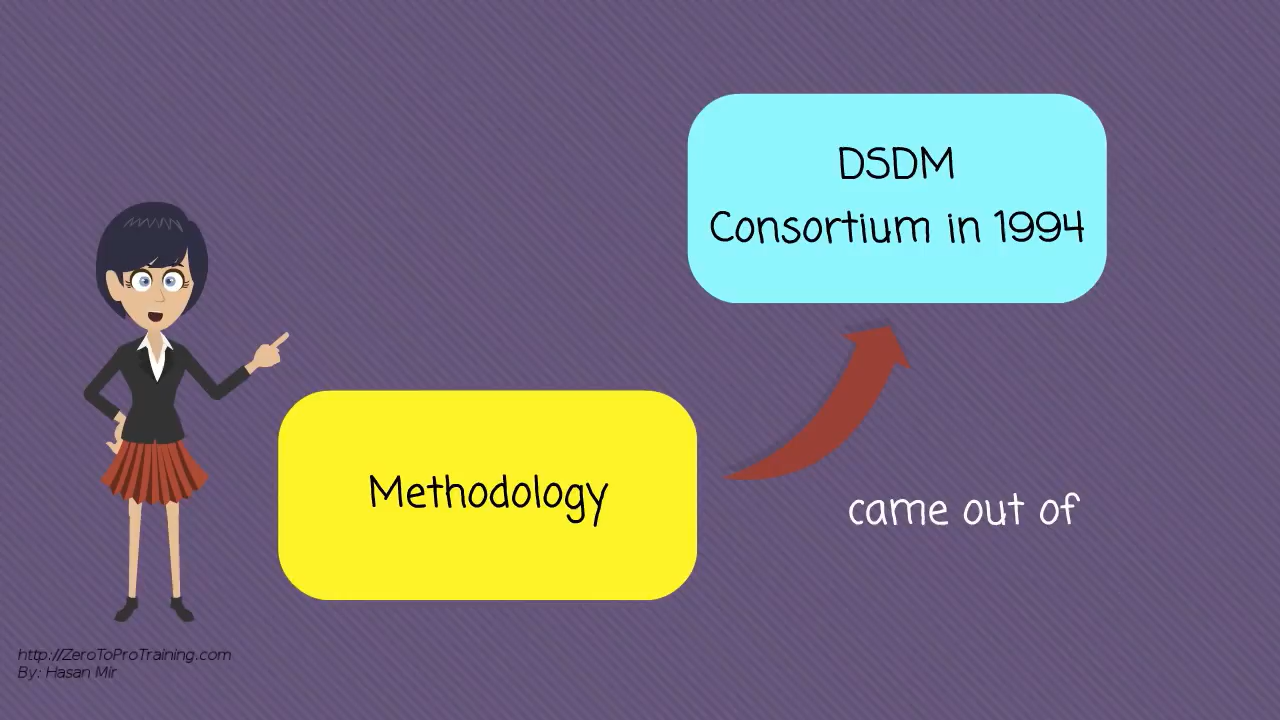 DSDM
Consortium in 1994
Methodology
came out of
http://ZeroToProTraining.com
By: Hasan Mir